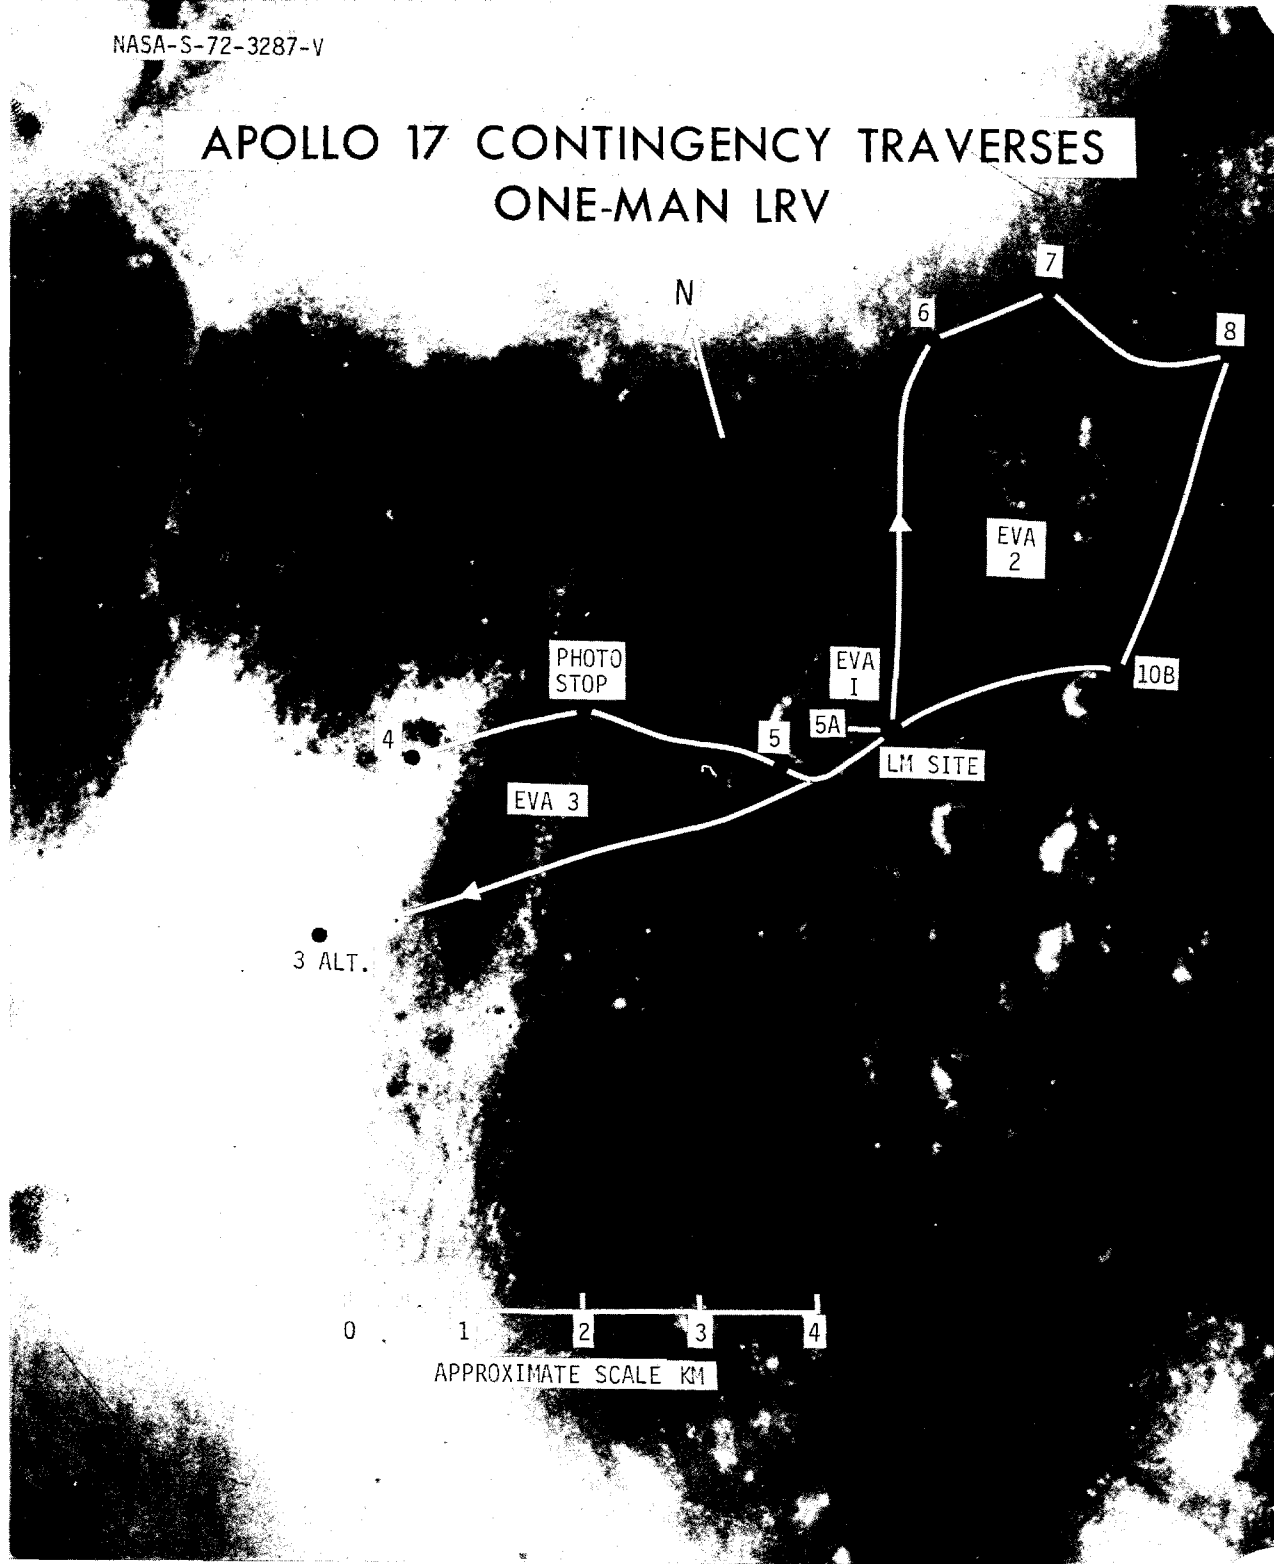 NASA-S-72-3287-V
APOLLO 17 CONTINGENCY TRAVERSES
ONE-MAN LRV
N
7
6
8
EVA
2
PHOTO
STOP
EVA
I
10B
4
5
5A
LM SITE
EVA 3
3 ALT.
0 1 2 3 4
APPROXIMATE SCALE KM